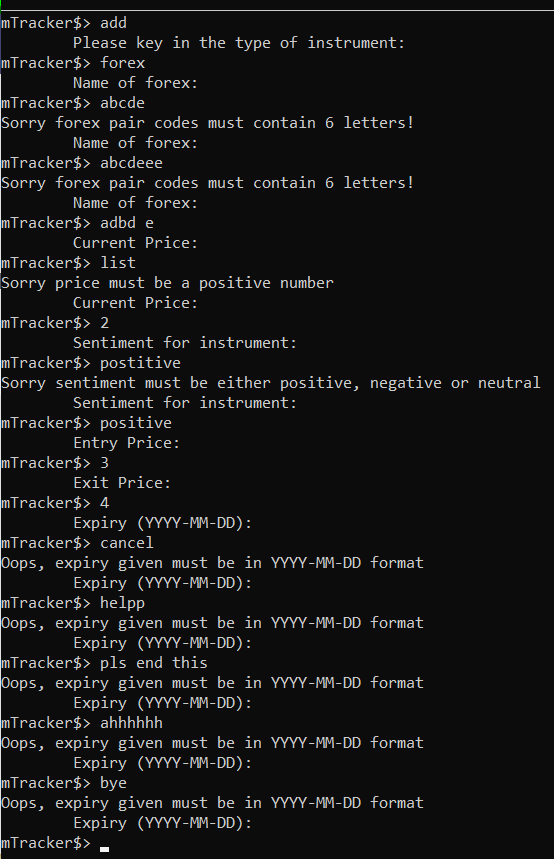 mTracker$> add
        Please key in the type of instrument:
mTracker$> forex
        Name of forex:
mTracker$> abcde
Sorry forex pair codes must contain 6 letters!
        Name of forex:
mTracker$> abcdeee
Sorry forex pair codes must contain 6 letters!
        Name of forex:
mTracker$> adbd e
        Current Price:
mTracker$> list
Sorry price must be a positive number
        Current Price:
mTracker$> 2
        Sentiment for instrument:
mTracker$> postitive
Sorry sentiment must be either positive, negative or neutral
        Sentiment for instrument:
mTracker$> positive
        Entry Price:
mTracker$> 3
        Exit Price:
mTracker$> 4
        Expiry (YYYY-MM-DD):
mTracker$> cancel
Oops, expiry given must be in YYYY-MM-DD format
        Expiry (YYYY-MM-DD):
mTracker$> helpp
Oops, expiry given must be in YYYY-MM-DD format
        Expiry (YYYY-MM-DD):
mTracker$> pls end this
Oops, expiry given must be in YYYY-MM-DD format
        Expiry (YYYY-MM-DD):
mTracker$> ahhhhhh
Oops, expiry given must be in YYYY-MM-DD format
        Expiry (YYYY-MM-DD):
mTracker$> bye
Oops, expiry given must be in YYYY-MM-DD format
        Expiry (YYYY-MM-DD):
mTracker$>